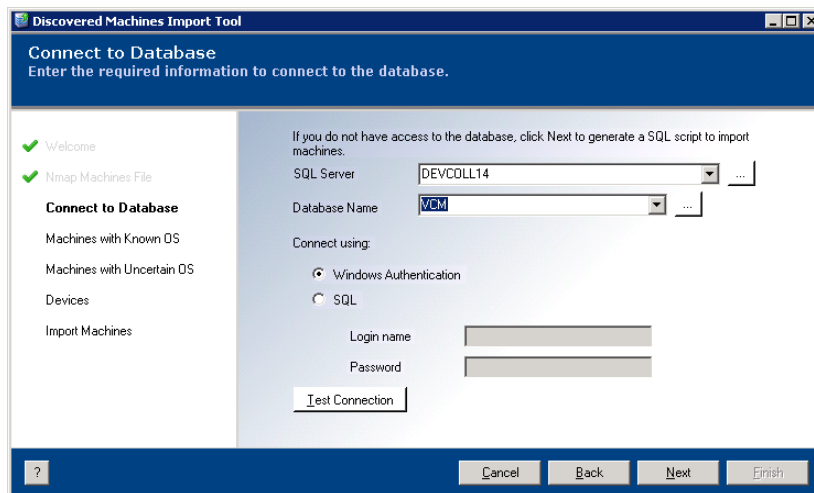 Discovered Machines Import Tool
Connect to Database
Enter the required information to connect to the database.
Welcome
Nmap Machines File
Connect to Database
Machines with Known OS
Machines with Uncertain OS
Devices
Import Machines
If you do not have access to the database, click Next to generate a SQL script to import
machines.
SQL Server DEVCOLL14 ...
Database Name VCM ...
Connect using:
Windows Authentication
SQL
Login name
Password
Test Connection
? Cancel Back Next Finish